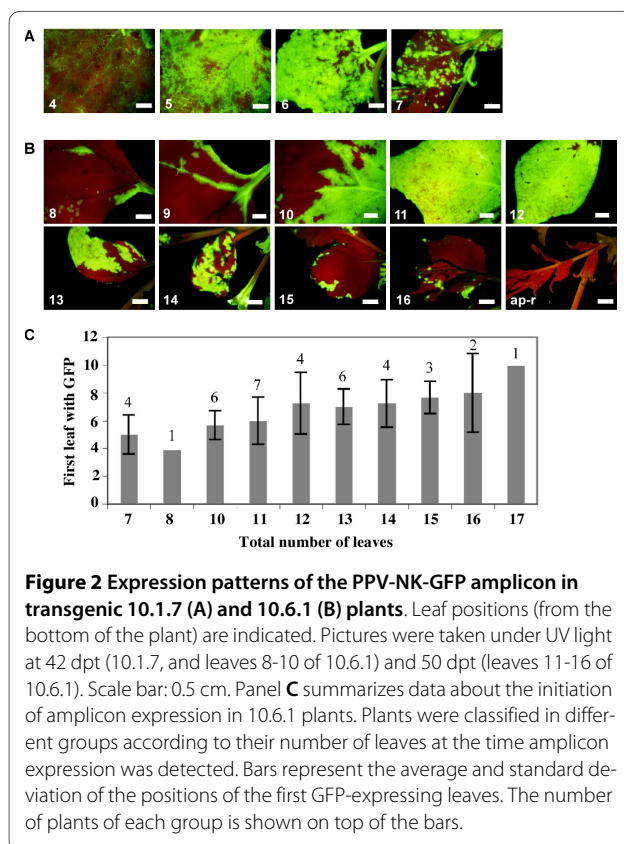 A
4 5 6 7
B
8 9 10 11 12
13 14 15 16 ap-r
C
12
10
8
6
4
2
0
First leaf with GFP
4 1 6 7 4 6 4 3 2 1
7 8 10 11 12 13 14 15 16 17
Total number of leaves
Figure 2 Expression patterns of the PPV-NK-GFP amplicon in
transgenic 10.1.7 (A) and 10.6.1 (B) plants. Leaf positions (from the
bottom of the plant) are indicated. Pictures were taken under UV light
at 42 dpt (10.1.7, and leaves 8-10 of 10.6.1) and 50 dpt (leaves 11-16 of
10.6.1). Scale bar: 0.5 cm. Panel C summarizes data about the initiation
of amplicon expression in 10.6.1 plants. Plants were classified in differ-
ent groups according to their number of leaves at the time amplicon
expression was detected. Bars represent the average and standard de-
viation of the positions of the first GFP-expressing leaves. The number
of plants of each group is shown on top of the bars.